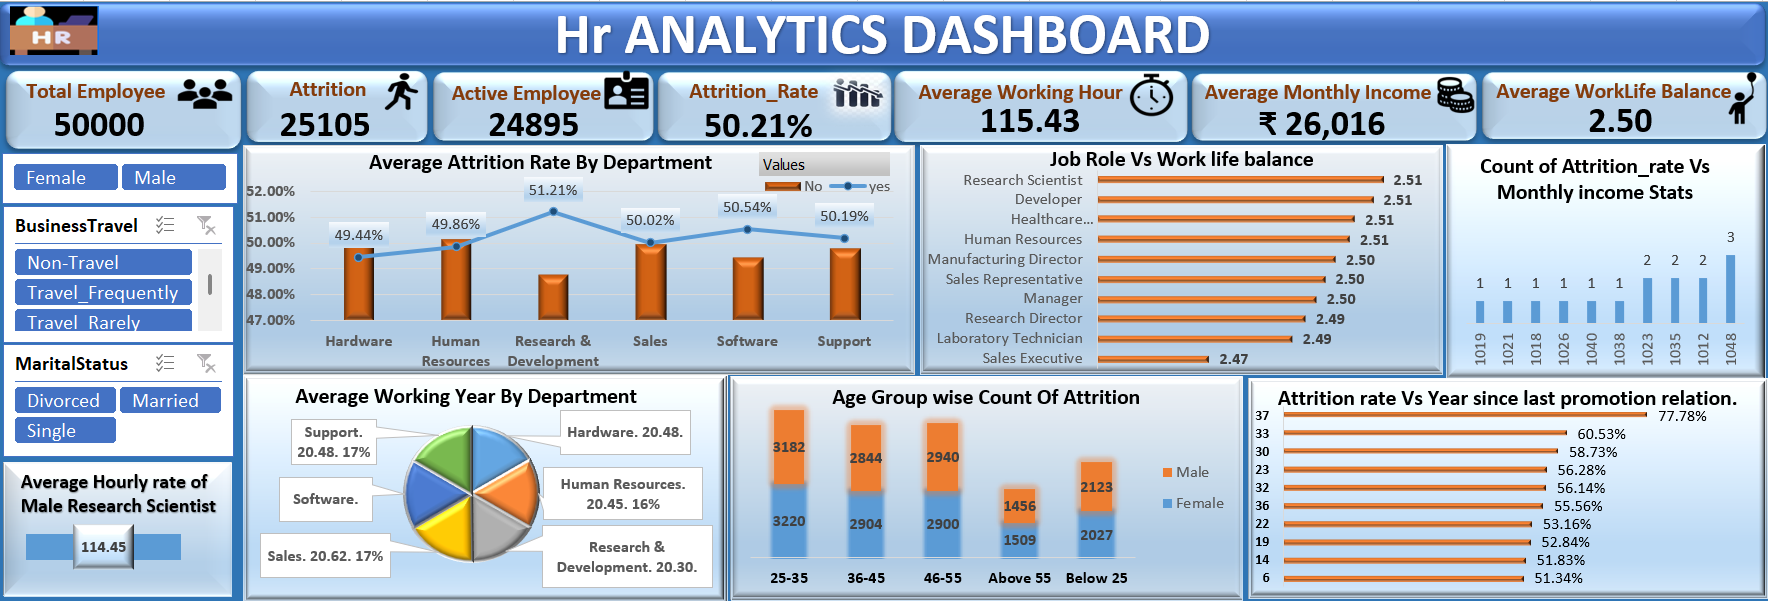 HR
Hr ANALYTICS DASHBOARD
Total Employee
50000
Attrition
25105
Active Employee
24895
Attrition_Rate
50.21%
Average Working Hour
115.43
Average Monthly Income
₹ 26,016
Average WorkLife Balance
2.50
Female
Male
BusinessTravel
Non-Travel
Travel_Frequently
Travel_Rarely
MaritalStatus
Divorced
Married
Single
Average Hourly rate of
Male Research Scientist
114.45
Average Attrition Rate By Department
Values
No
yes
52.00%
51.00%
50.00%
49.00%
48.00%
47.00%
49.44%
49.86%
51.21%
50.02%
50.54%
50.19%
Hardware
Human
Resources
Research &
Development
Sales
Software
Support
Job Role Vs Work life balance
Research Scientist 2.51
Developer 2.51
Healthcare... 2.51
Human Resources 2.51
Manufacturing Director 2.50
Sales Representative 2.50
Manager 2.50
Research Director 2.49
Laboratory Technician 2.49
Sales Executive 2.47
Count of Attrition_rate Vs
Monthly income Stats
1 1 1 1 1 1 2 2 2 3
1019 1021 1018 1026 1040 1038 1023 1035 1012 1048
Average Working Year By Department
Support.
20.48. 17%
Hardware. 20.48.
Software.
Human Resources.
20.45. 16%
Sales. 20.62. 17%
Research &
Development. 20.30.
Age Group wise Count Of Attrition
3182 2844 2940 1456 2123
3220 2904 2900 1509 2027
25-35 36-45 46-55 Above 55 Below 25
Male
Female
Attrition rate Vs Year since last promotion relation.
37 77.78%
33 60.53%
30 58.73%
23 56.28%
32 56.14%
36 55.56%
22 53.16%
19 52.84%
14 51.83%
6 51.34%